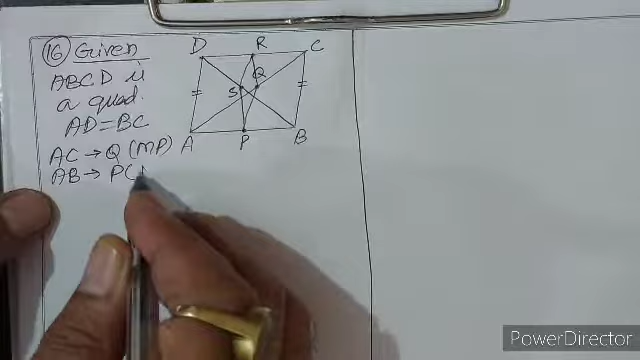 16 Given
ABCD is
a quad.
AD=BC
AC → Q (MP)
AB → P(
D R C
S Q
A P B
PowerDirector